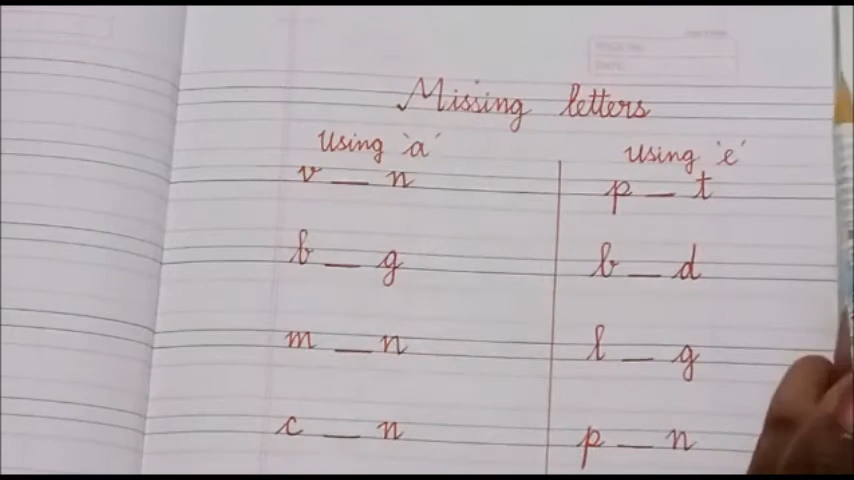 Missing letters
Using 'a'
Using 'e'
v __ n
p __ t
b __ g
b __ d
m __ n
l __ g
c __ n
p __ n